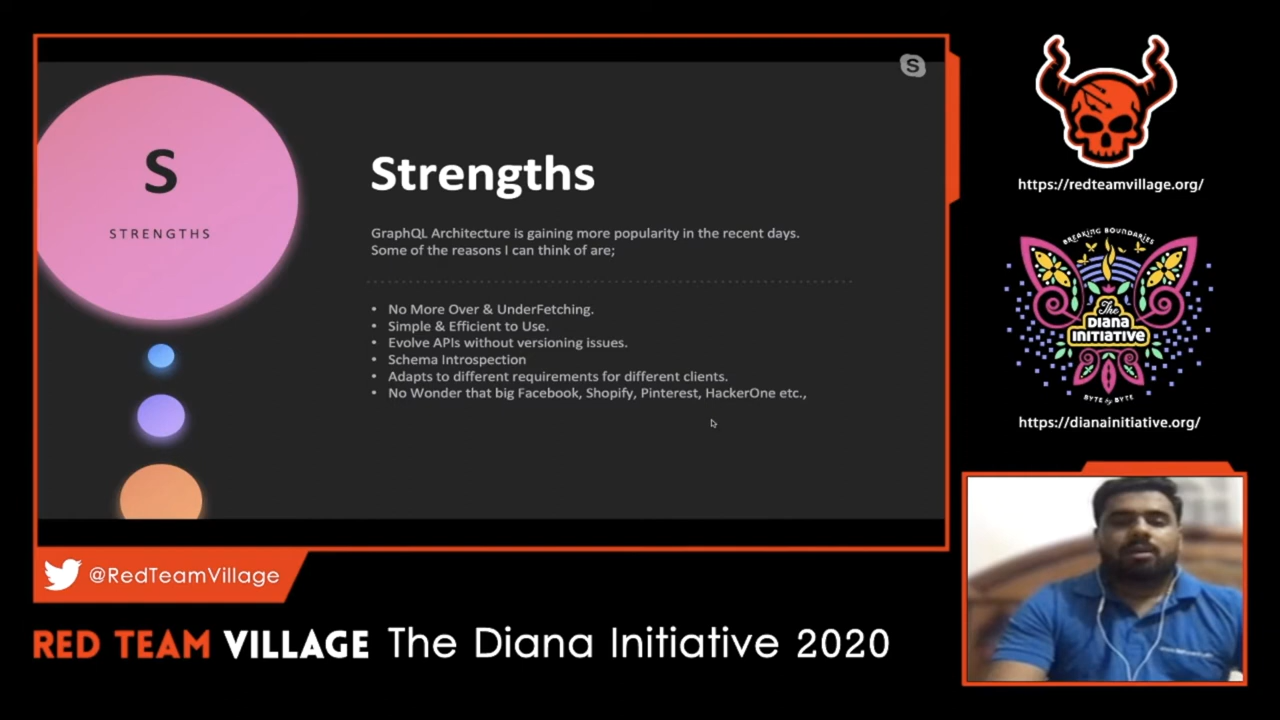 S
STRENGTHS
Strengths
GraphQL Architecture is gaining more popularity in the recent days.
Some of the reasons I can think of are;
• No More Over & UnderFetching.
• Simple & Efficient to Use.
• Evolve APIs without versioning issues.
• Schema Introspection
• Adapts to different requirements for different clients.
• No Wonder that big Facebook, Shopify, Pinterest, HackerOne etc.,
S
https://redteamvillage.org/
BREAKING BOUNDARIES
The
DIANA
INITIATIVE
BYTE by BYTE
https://dianainitiative.org/
@RedTeamVillage
RED TEAM VILLAGE The Diana Initiative 2020